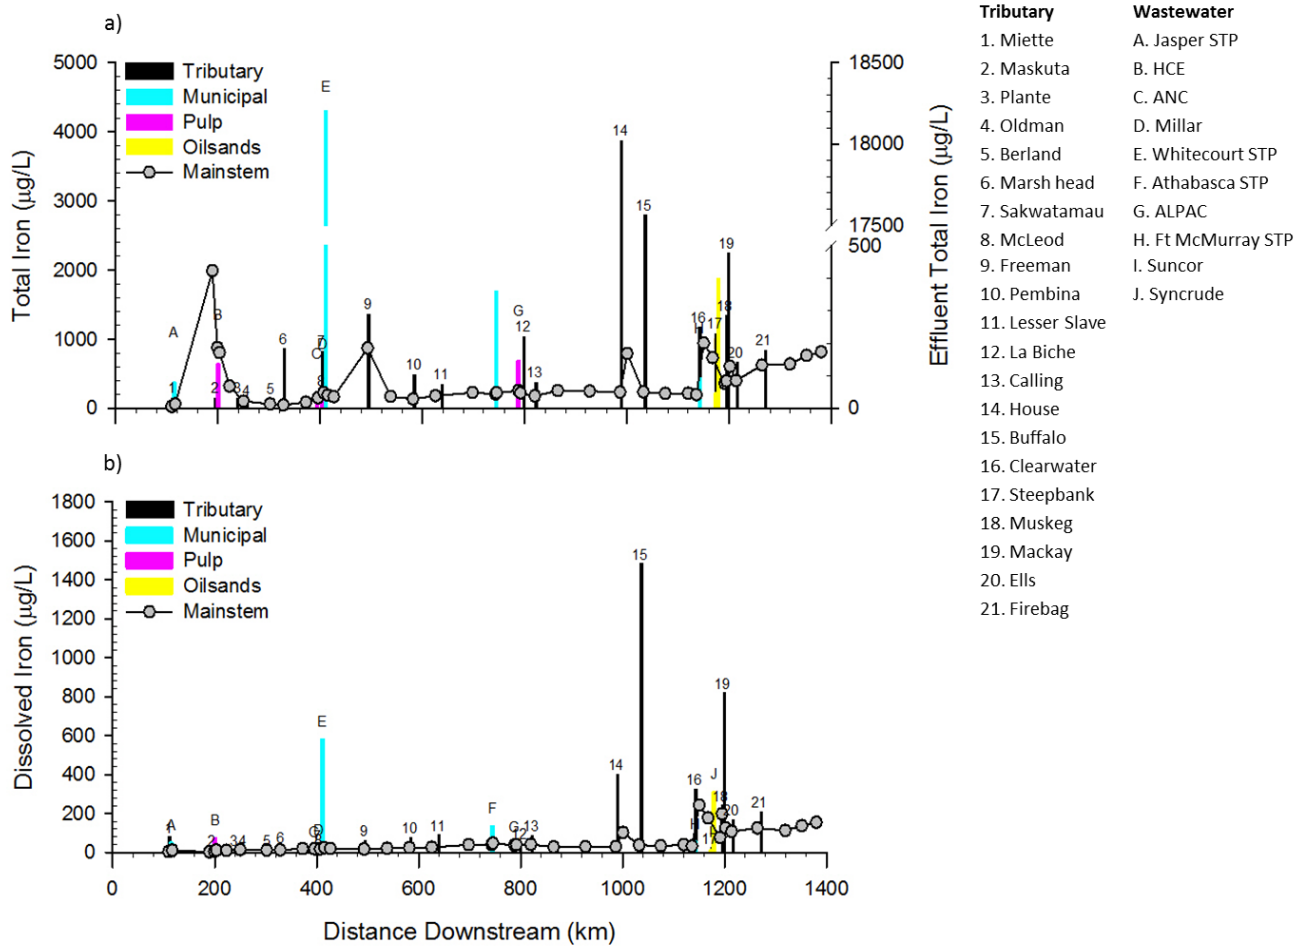 a)
Tributary Wastewater
1. Miette A. Jasper STP
2. Maskuta B. HCE
3. Plante C. ANC
4. Oldman D. Millar
5. Berland E. Whitecourt STP
6. Marsh head F. Athabasca STP
7. Sakwatamau G. ALPAC
8. McLeod H. Ft McMurray STP
9. Freeman I. Suncor
10. Pembina J. Syncrude
11. Lesser Slave
12. La Biche
13. Calling
14. House
15. Buffalo
16. Clearwater
17. Steepbank
18. Muskeg
19. Mackay
20. Ells
21. Firebag
Total Iron (µg/L)
5000
4000
3000
2000
1000
0
Tributary
Municipal
Pulp
Oilsands
Mainstem
18500
18000
17500
500
0
Effluent Total Iron (µg/L)
A
1
B
2
3
4
5
6
C
7
D
8
E
9
10
11
G
12
13
14
15
16
H
17
18
19
20
21
b)
Dissolved Iron (µg/L)
1800
1600
1400
1200
1000
800
600
400
200
0
Tributary
Municipal
Pulp
Oilsands
Mainstem
1
A
2
B
3
4
5
6
C
D
8
E
9
10
11
F
G
12
13
14
15
16
H
17
J
18
19
20
21
0 200 400 600 800 1000 1200 1400
Distance Downstream (km)